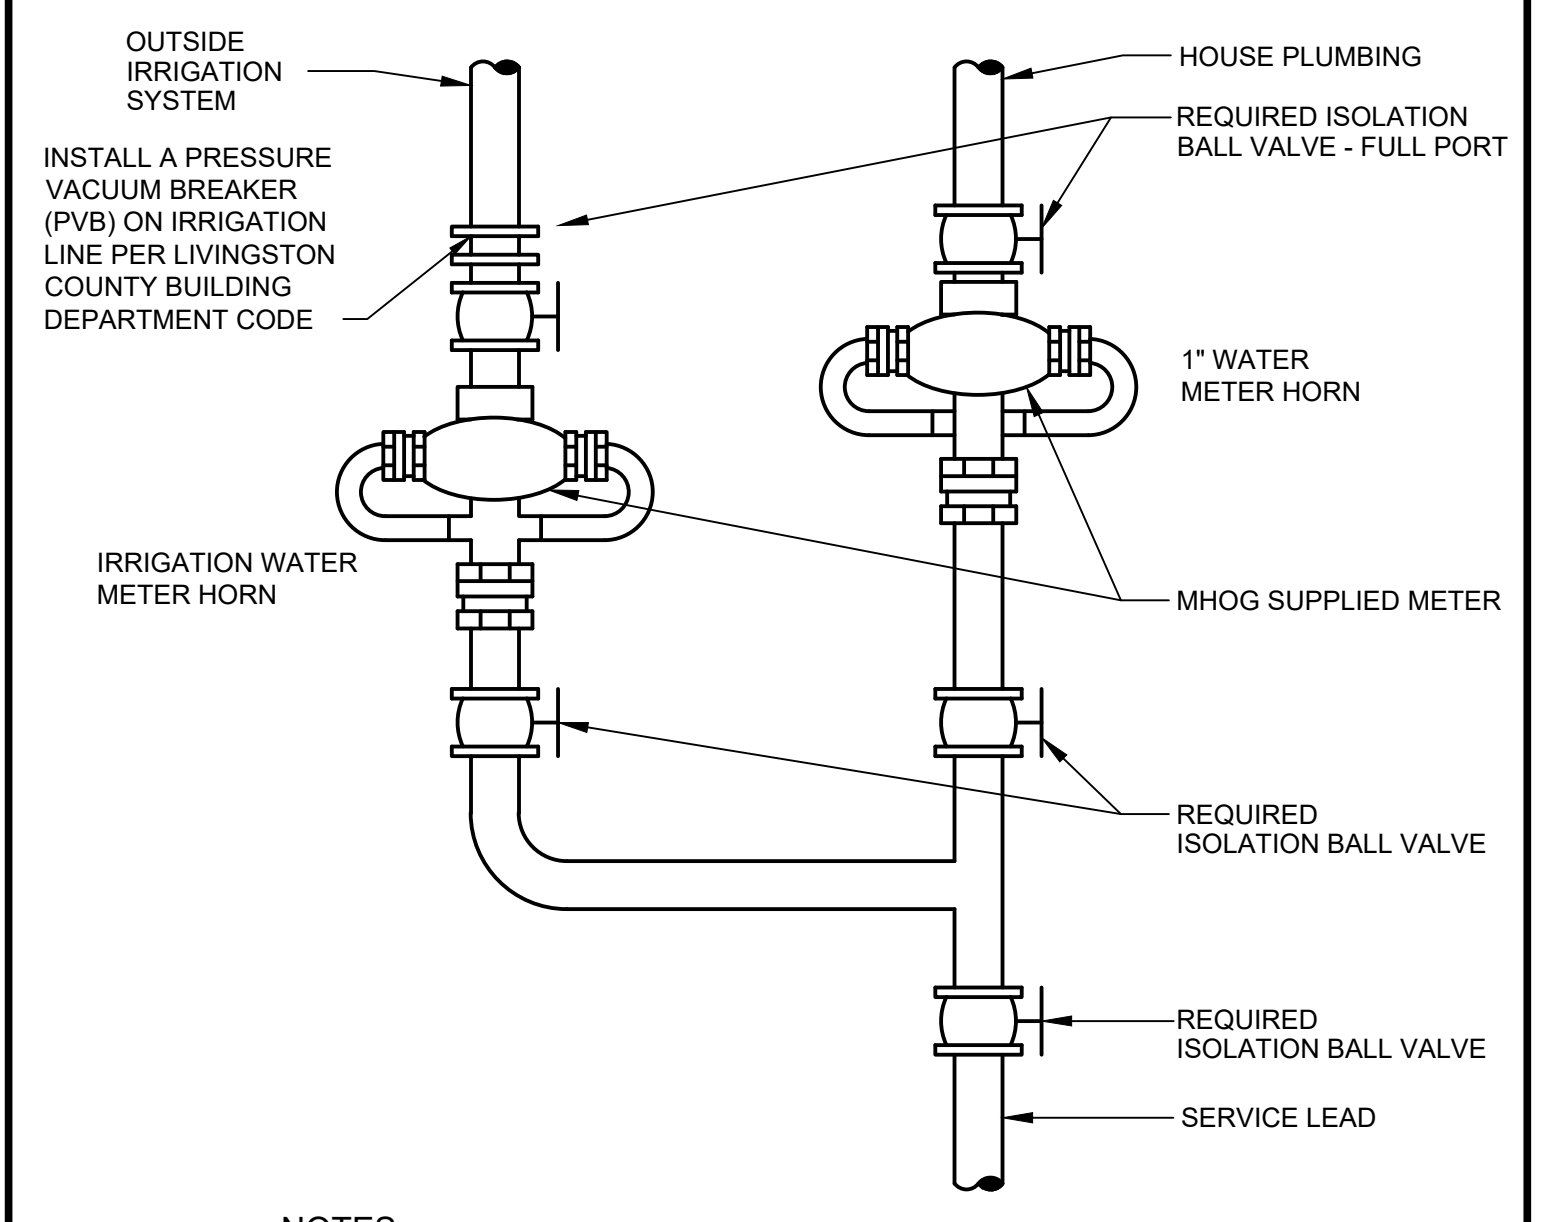 OUTSIDE
IRRIGATION
SYSTEM
INSTALL A PRESSURE
VACUUM BREAKER
(PVB) ON IRRIGATION
LINE PER LIVINGSTON
COUNTY BUILDING
DEPARTMENT CODE
IRRIGATION WATER
METER HORN
HOUSE PLUMBING
REQUIRED ISOLATION
BALL VALVE - FULL PORT
1" WATER
METER HORN
MHOG SUPPLIED METER
REQUIRED
ISOLATION BALL VALVE
REQUIRED
ISOLATION BALL VALVE
SERVICE LEAD
NOTES